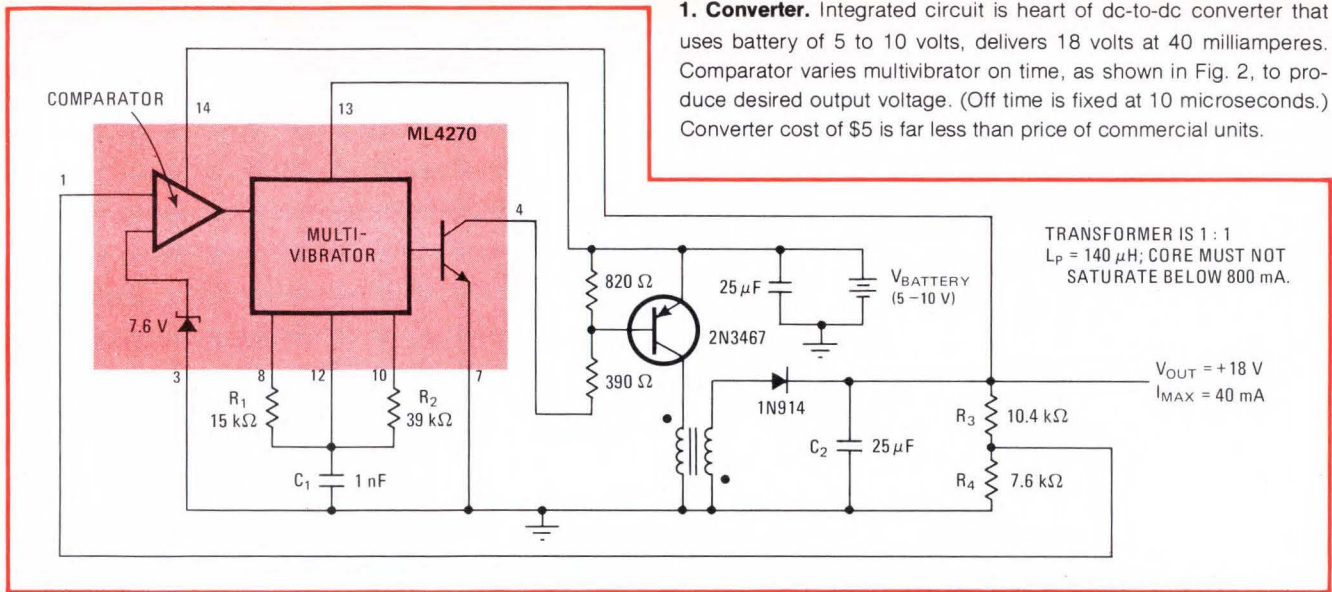 1. Converter. Integrated circuit is heart of dc-to-dc converter that
uses battery of 5 to 10 volts, delivers 18 volts at 40 milliamperes.
Comparator varies multivibrator on time, as shown in Fig. 2, to pro-
duce desired output voltage. (Off time is fixed at 10 microseconds.)
Converter cost of $5 is far less than price of commercial units.
COMPARATOR
14
13
ML4270
1
4
MULTI-
VIBRATOR
7.6 V
3
8
12
10
7
R1
15 kΩ
R2
39 kΩ
C1
1 nF
820 Ω
390 Ω
25 μF
VBATTERY
(5 –10 V)
2N3467
1N914
C2
25 μF
TRANSFORMER IS 1 : 1
LP = 140 μH; CORE MUST NOT
SATURATE BELOW 800 mA.
VOUT = +18 V
IMAX = 40 mA
R3
10.4 kΩ
R4
7.6 kΩ